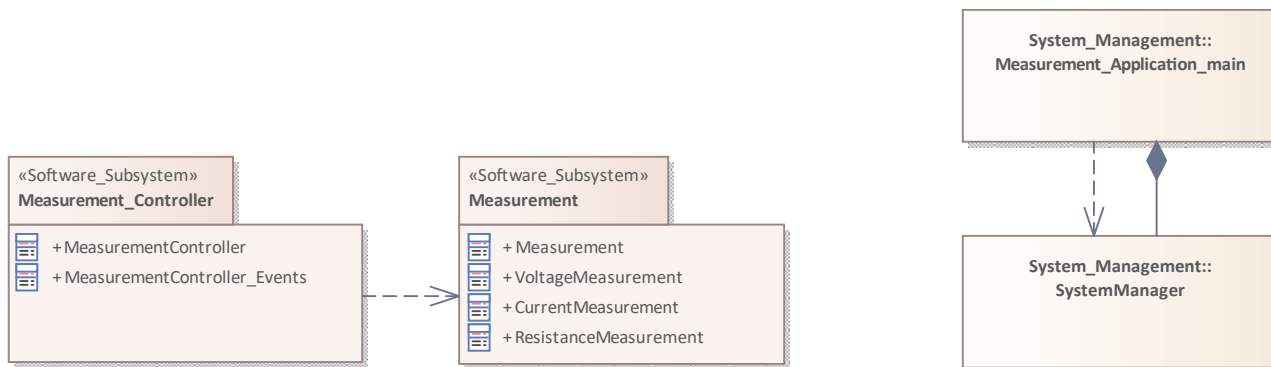 «Software_Subsystem»
Measurement_Controller
+ MeasurementController
+ MeasurementController_Events
«Software_Subsystem»
Measurement
+ Measurement
+ VoltageMeasurement
+ CurrentMeasurement
+ ResistanceMeasurement
System_Management::
Measurement_Application_main
System_Management::
SystemManager